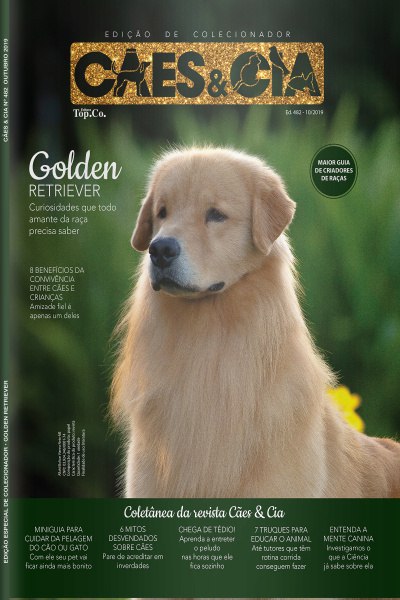 EDIÇÃO DE COLECIONADOR
CÃES&CIA
Editora
Top.Co.
Ed. 482 - 10/2019
MAIOR GUIA
DE CRIADORES
DE RAÇAS
Golden
RETRIEVER
Curiosidades que todo
amante da raça
precisa saber
8 BENEFÍCIOS DA
CONVIVÊNCIA
ENTRE CÃES E
CRIANÇAS
Amizade fiel é
apenas um deles
Coletânea da revista Cães & Cia
MINIGUIA PARA
CUIDAR DA PELAGEM
DO CÃO OU GATO
Com ele seu pet vai
ficar ainda mais bonito
6 MITOS
DESVENDADOS
SOBRE CÃES
Pare de acreditar em
inverdades
CHEGA DE TÉDIO!
Aprenda a entreter
o peludo
nas horas que ele
fica sozinho
7 TRUQUES PARA
EDUCAR O ANIMAL
Até tutores que têm
rotina corrida
conseguem fazer
ENTENDA A
MENTE CANINA
Investigamos o
que a Ciência
já sabe sobre ela
CÃES & CIA Nº 482 OUTUBRO 2019
EDIÇÃO ESPECIAL DE COLECIONADOR - GOLDEN RETRIEVER